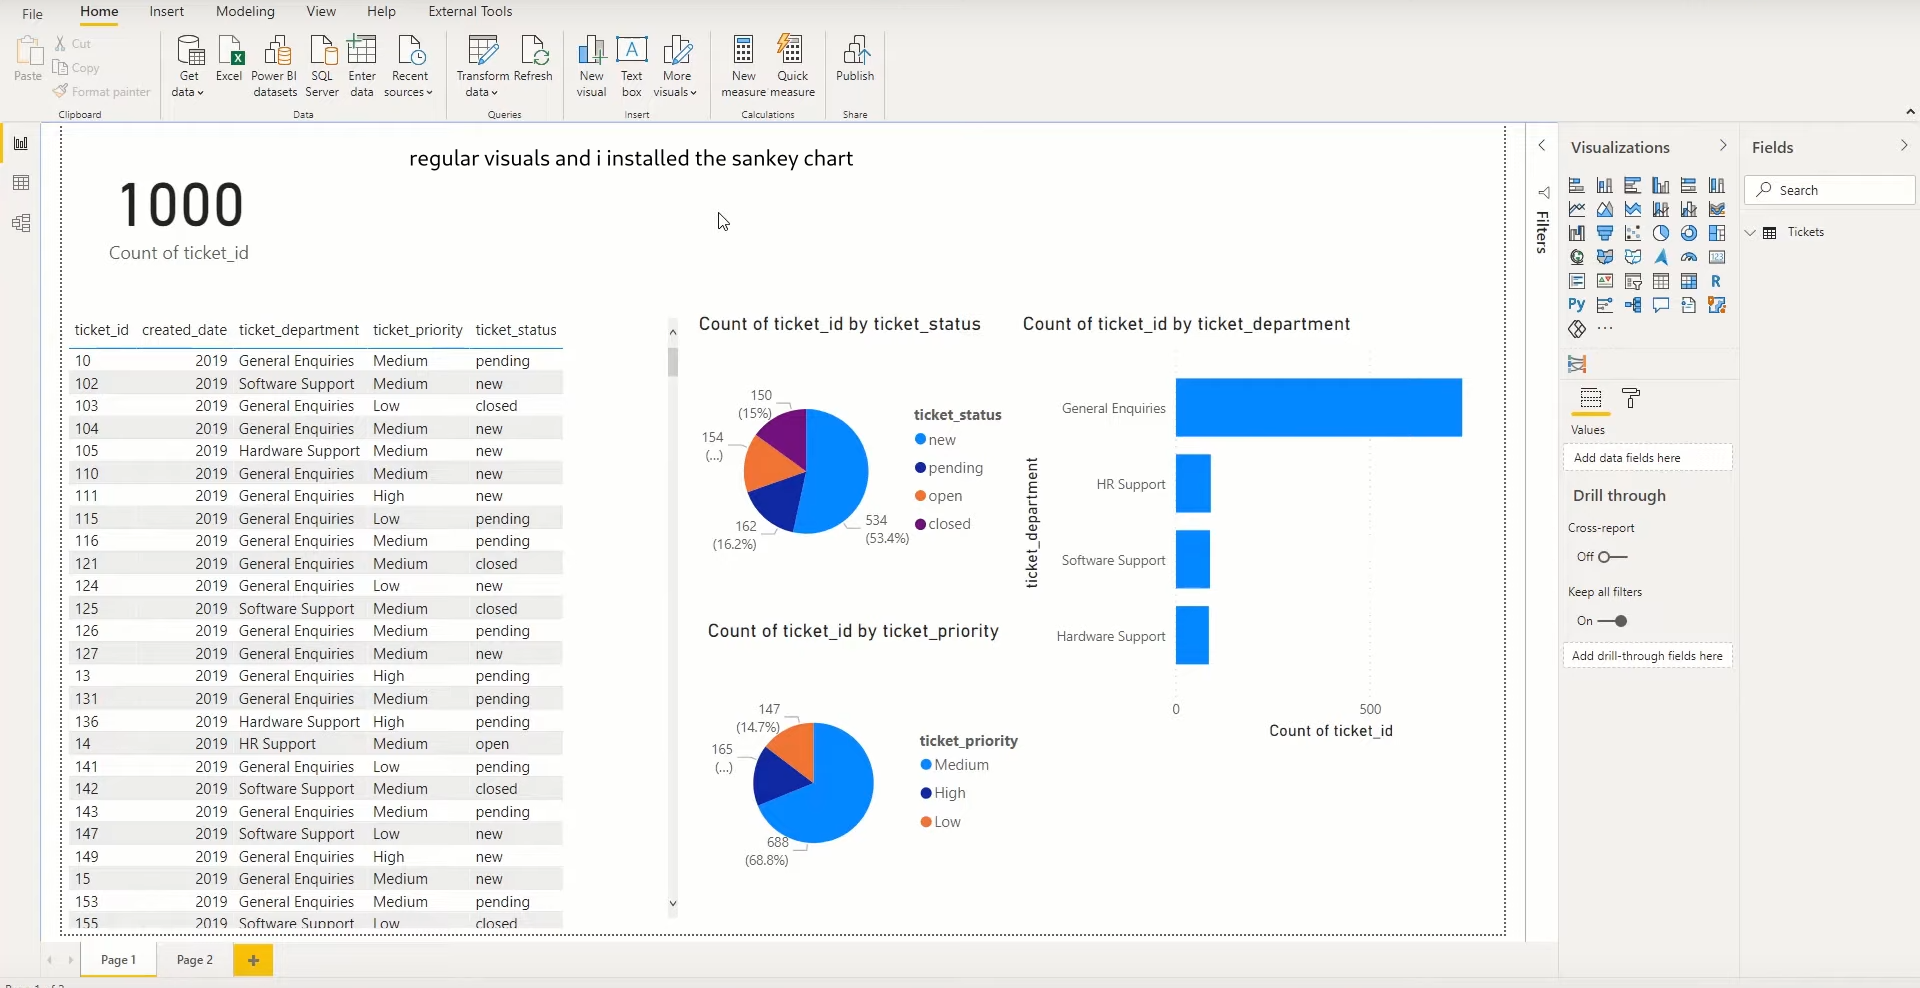 File Home Insert Modeling View Help External Tools
Paste Cut
Copy
Format painter
Get data Excel Power BI datasets SQL Server Enter data Recent sources Transform data Refresh New visual Text box More visuals New measure Quick measure Publish
Clipboard Data Queries Insert Calculations Share
regular visuals and i installed the sankey chart
1000
Count of ticket_id
ticket_id created_date ticket_department ticket_priority ticket_status
10 2019 General Enquiries Medium pending
102 2019 Software Support Medium new
103 2019 General Enquiries Low closed
104 2019 General Enquiries Medium new
105 2019 Hardware Support Medium new
110 2019 General Enquiries Medium new
111 2019 General Enquiries High new
115 2019 General Enquiries Low pending
116 2019 General Enquiries Medium pending
121 2019 General Enquiries Medium closed
124 2019 General Enquiries Low new
125 2019 Software Support Medium closed
126 2019 General Enquiries Medium pending
127 2019 General Enquiries Medium new
13 2019 General Enquiries High pending
131 2019 General Enquiries Medium pending
136 2019 Hardware Support High pending
14 2019 HR Support Medium open
141 2019 General Enquiries Low pending
142 2019 Software Support Medium closed
143 2019 General Enquiries Medium pending
147 2019 Software Support Low new
149 2019 General Enquiries High new
15 2019 General Enquiries Medium new
153 2019 General Enquiries Medium pending
155 2019 Software Support Low closed
Count of ticket_id by ticket_status
150
(15%)
154
(...)
162
(16.2%)
534
(53.4%)
ticket_status
new
pending
open
closed
Count of ticket_id by ticket_priority
147
(14.7%)
165
(...)
688
(68.8%)
ticket_priority
Medium
High
Low
Count of ticket_id by ticket_department
ticket_department
General Enquiries
HR Support
Software Support
Hardware Support
0 500
Count of ticket_id
Filters
Visualizations
123
R
Py
Values
Add data fields here
Drill through
Cross-report
Off
Keep all filters
On
Add drill-through fields here
Fields
Search
Tickets
Page 1 Page 2 +